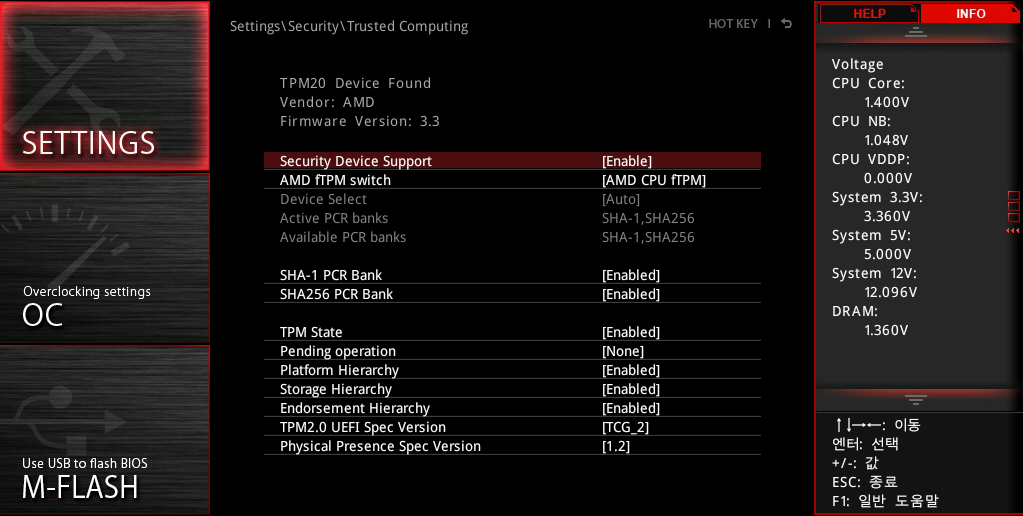 SETTINGS
Overclocking settings
OC
Use USB to flash BIOS
M-FLASH
Settings\Security\Trusted Computing
HOT KEY |
TPM20 Device Found
Vendor: AMD
Firmware Version: 3.3
Security Device Support [Enable]
AMD fTPM switch [AMD CPU fTPM]
Device Select [Auto]
Active PCR banks SHA-1,SHA256
Available PCR banks SHA-1,SHA256
SHA-1 PCR Bank [Enabled]
SHA256 PCR Bank [Enabled]
TPM State [Enabled]
Pending operation [None]
Platform Hierarchy [Enabled]
Storage Hierarchy [Enabled]
Endorsement Hierarchy [Enabled]
TPM2.0 UEFI Spec Version [TCG_2]
Physical Presence Spec Version [1.2]
HELP INFO
Voltage
CPU Core:
1.400V
CPU NB:
1.048V
CPU VDDP:
0.000V
System 3.3V:
3.360V
System 5V:
5.000V
System 12V:
12.096V
DRAM:
1.360V
↑↓→←: 이동
엔터: 선택
+/-: 값
ESC: 종료
F1: 일반 도움말